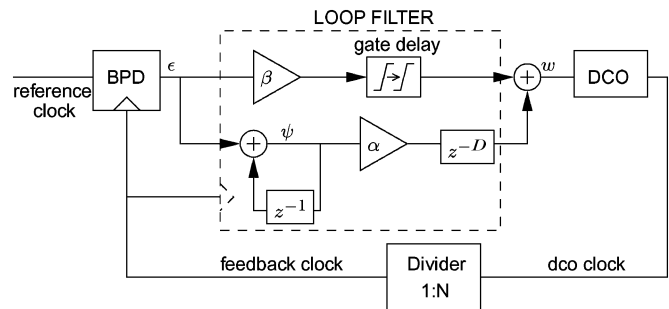 LOOP FILTER
gate delay
BPD
ϵ
β
w
DCO
reference
clock
+
+
ψ
α
z⁻ᴰ
z⁻¹
feedback clock
Divider
1:N
dco clock